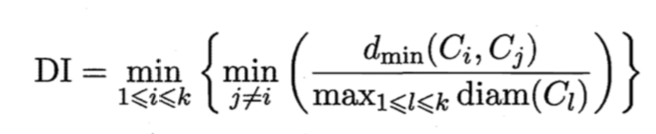 DI = min_{1⩽i⩽k} { min_{j≠i} ( d_min(C_i, C_j) / max_{1⩽l⩽k} diam(C_l) ) }